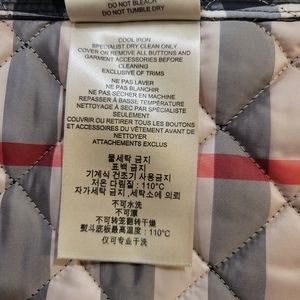 DO NOT BLEACH
DO NOT TUMBLE DRY
COOL IRON
SPECIALIST DRY CLEAN ONLY
COVER OR REMOVE ALL BUTTONS AND
GARMENT ACCESSORIES BEFORE
CLEANING
EXCLUSIVE OF TRIMS
NE PAS LAVER
NE PAS BLANCHIR
NE PAS SÉCHER EN MACHINE
REPASSER À BASSE TEMPÉRATURE
NETTOYAGE À SEC PAR SPÉCIALISTE
SEULEMENT
COUVRIR OU RETIRER TOUS LES BOUTONS
ET ACCESSOIRES DU VÊTEMENT AVANT
NETTOYER
ATTACHEMENTS EXCLUS
물세탁 금지
표백 금지
기계식 건조기 사용금지
저온 다림질 : 110°C
자가세탁 금지, 세탁소에 의뢰
不可水洗
不可漂
不可转笼翻转干燥
熨斗底板最高温度 : 110°C
仅可专业干洗